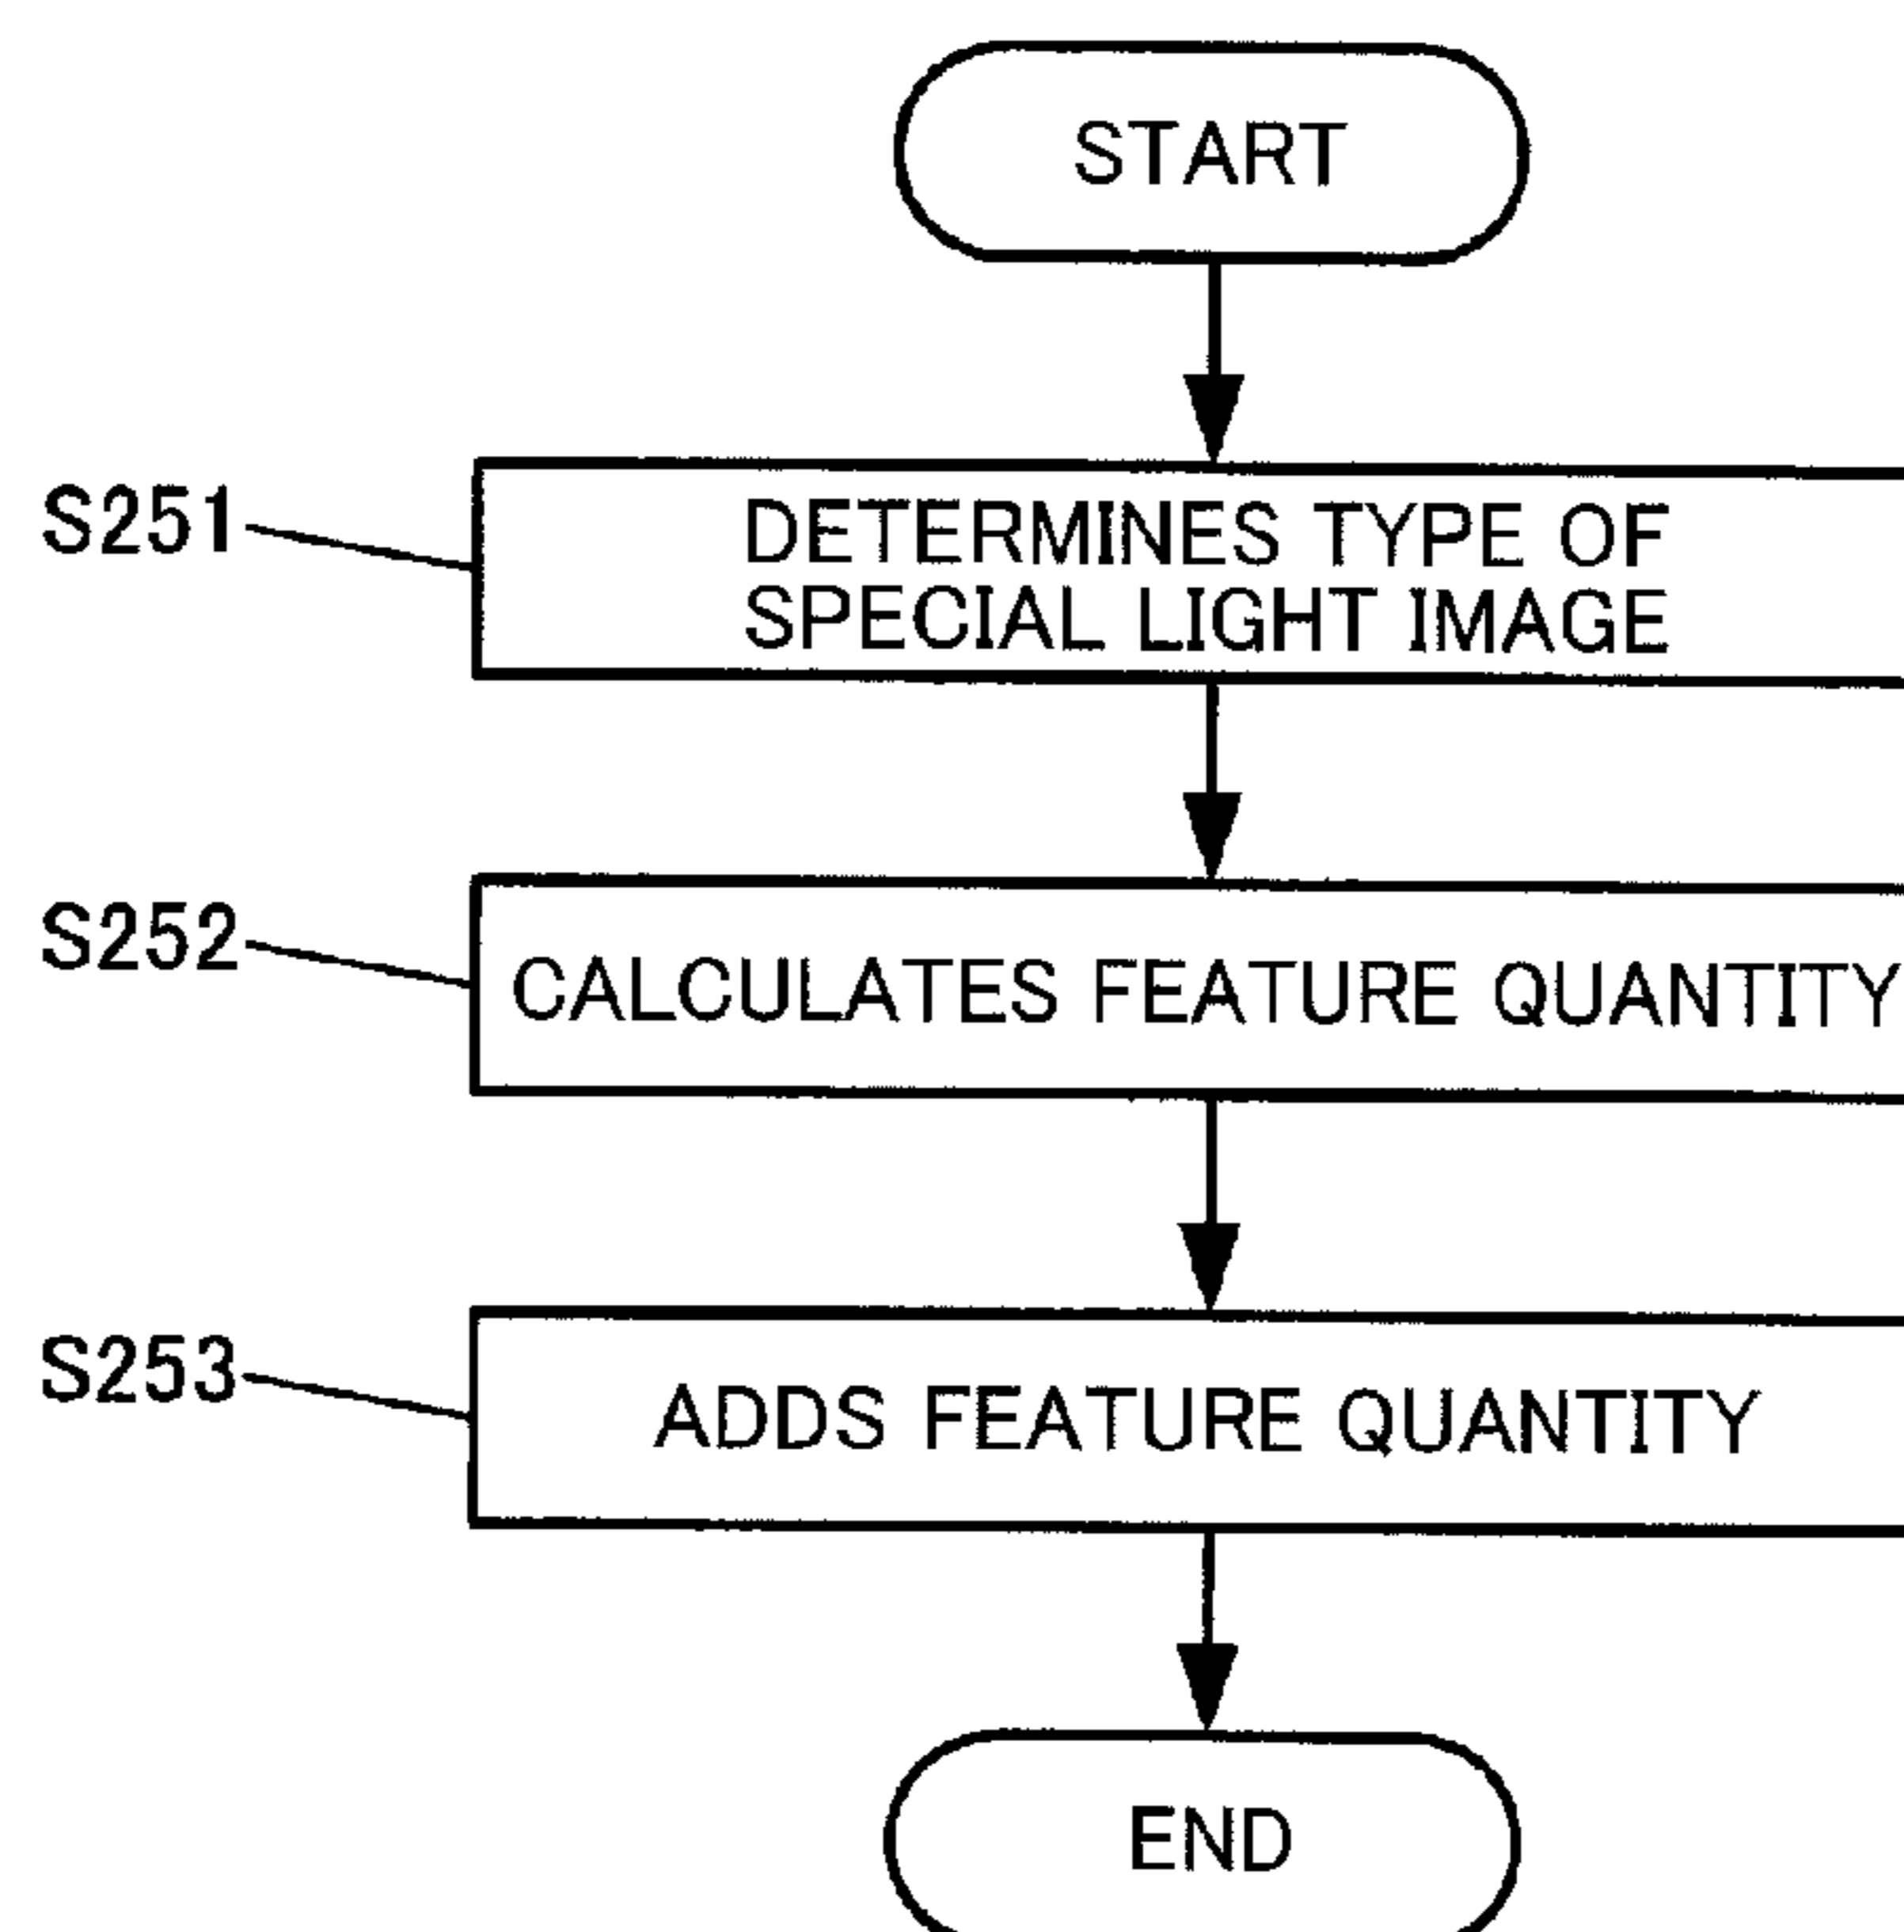 START
S251
DETERMINES TYPE OF
SPECIAL LIGHT IMAGE
S252
CALCULATES FEATURE QUANTITY
S253
ADDS FEATURE QUANTITY
END